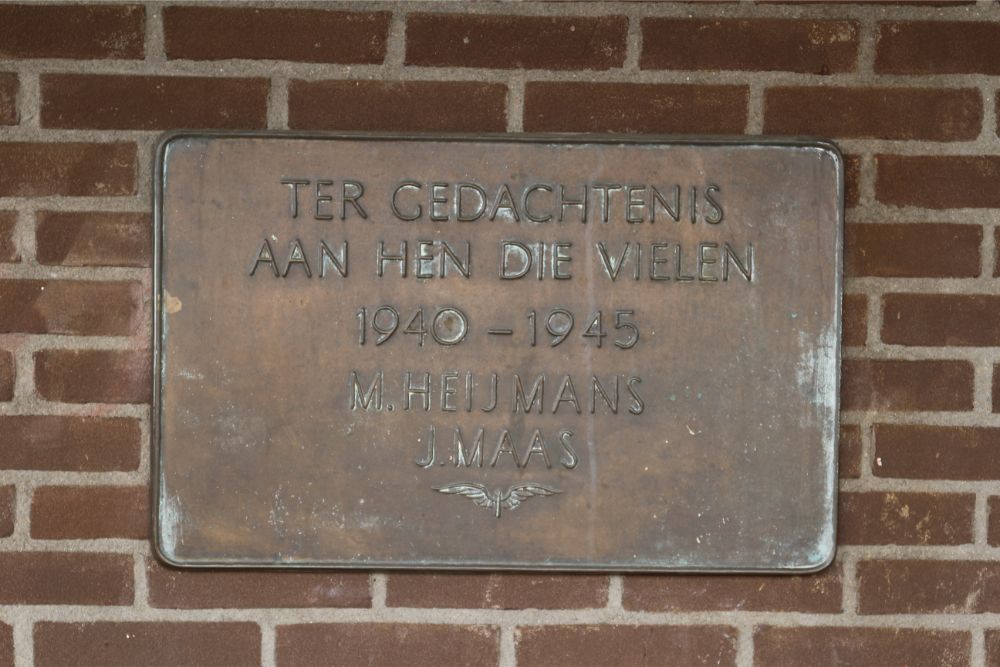 TER GEDACHTENIS
AAN HEN DIE VIELEN
1940 – 1945
M. HEIJMANS
J. MAAS